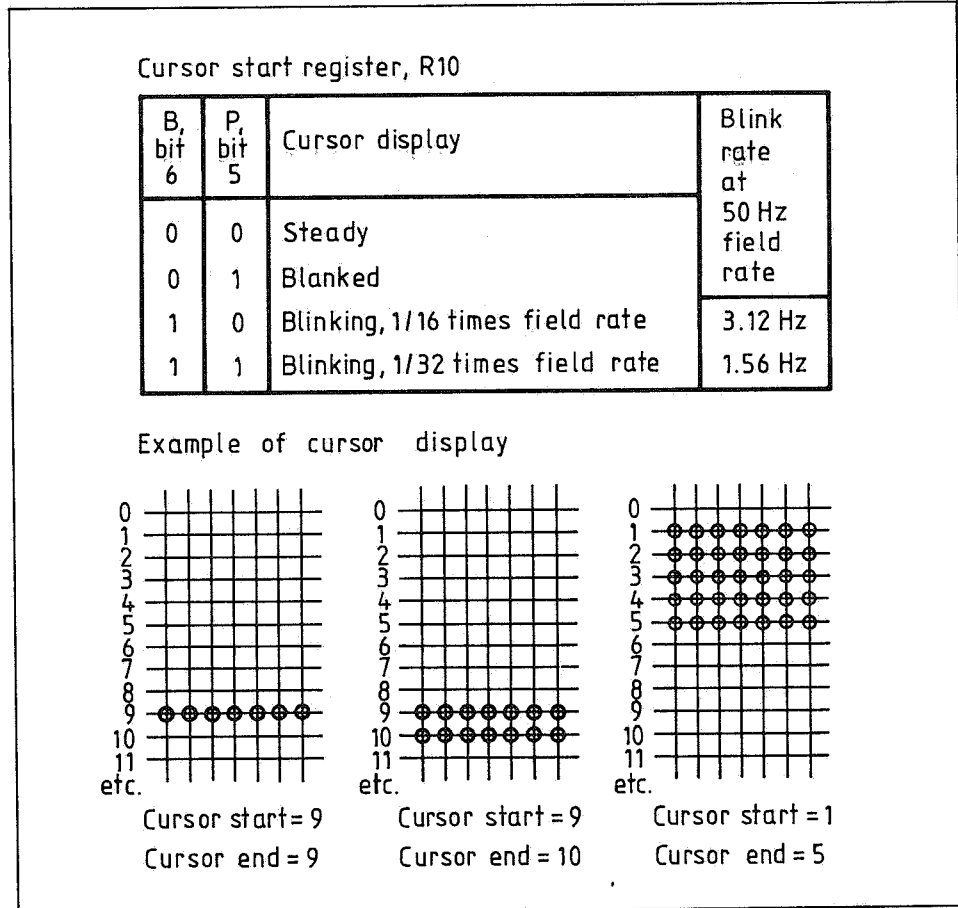 Cursor start register, R10
B, bit 6 P, bit 5 Cursor display Blink rate at 50 Hz field rate
0 0 Steady
0 1 Blanked
1 0 Blinking, 1/16 times field rate 3.12 Hz
1 1 Blinking, 1/32 times field rate 1.56 Hz
Example of cursor display
0
1
2
3
4
5
6
7
8
9
10
11
etc.
Cursor start = 9
Cursor end = 9
0
1
2
3
4
5
6
7
8
9
10
11
etc.
Cursor start = 9
Cursor end = 10
0
1
2
3
4
5
6
7
8
9
10
11
etc.
Cursor start = 1
Cursor end = 5